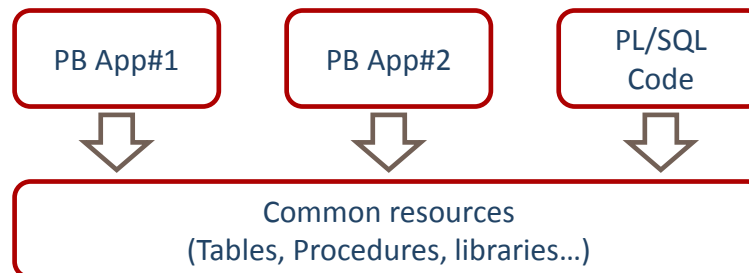 PB App#1
PB App#2
PL/SQL
Code
Common resources
(Tables, Procedures, libraries…)